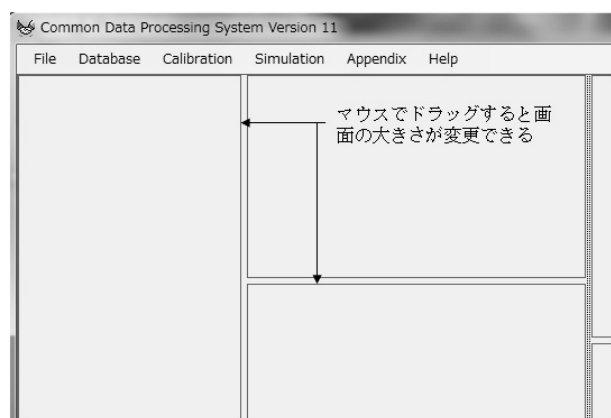 Common Data Processing System Version 11
File Database Calibration Simulation Appendix Help
マウスでドラッグすると画
面の大きさが変更できる